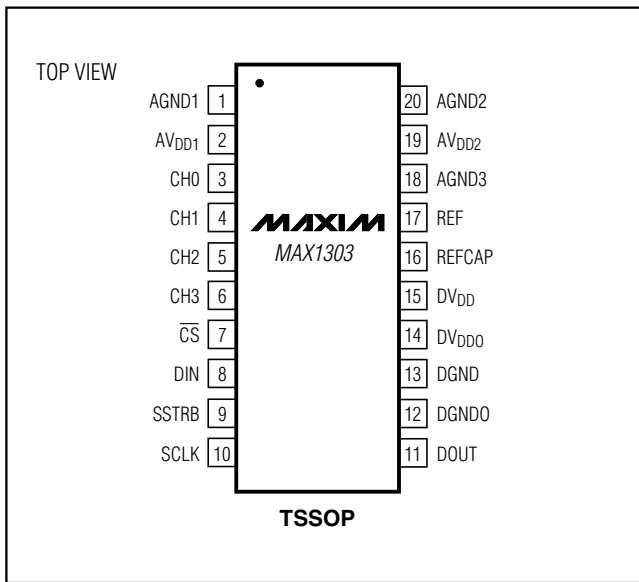 TOP VIEW
AGND1 1
AVDD1 2
CH0 3
CH1 4
CH2 5
CH3 6
C̅S̅ 7
DIN 8
SSTRB 9
SCLK 10
MAXIM
MAX1303
20 AGND2
19 AVDD2
18 AGND3
17 REF
16 REFCAP
15 DVDD
14 DVDDO
13 DGND
12 DGNDO
11 DOUT
TSSOP